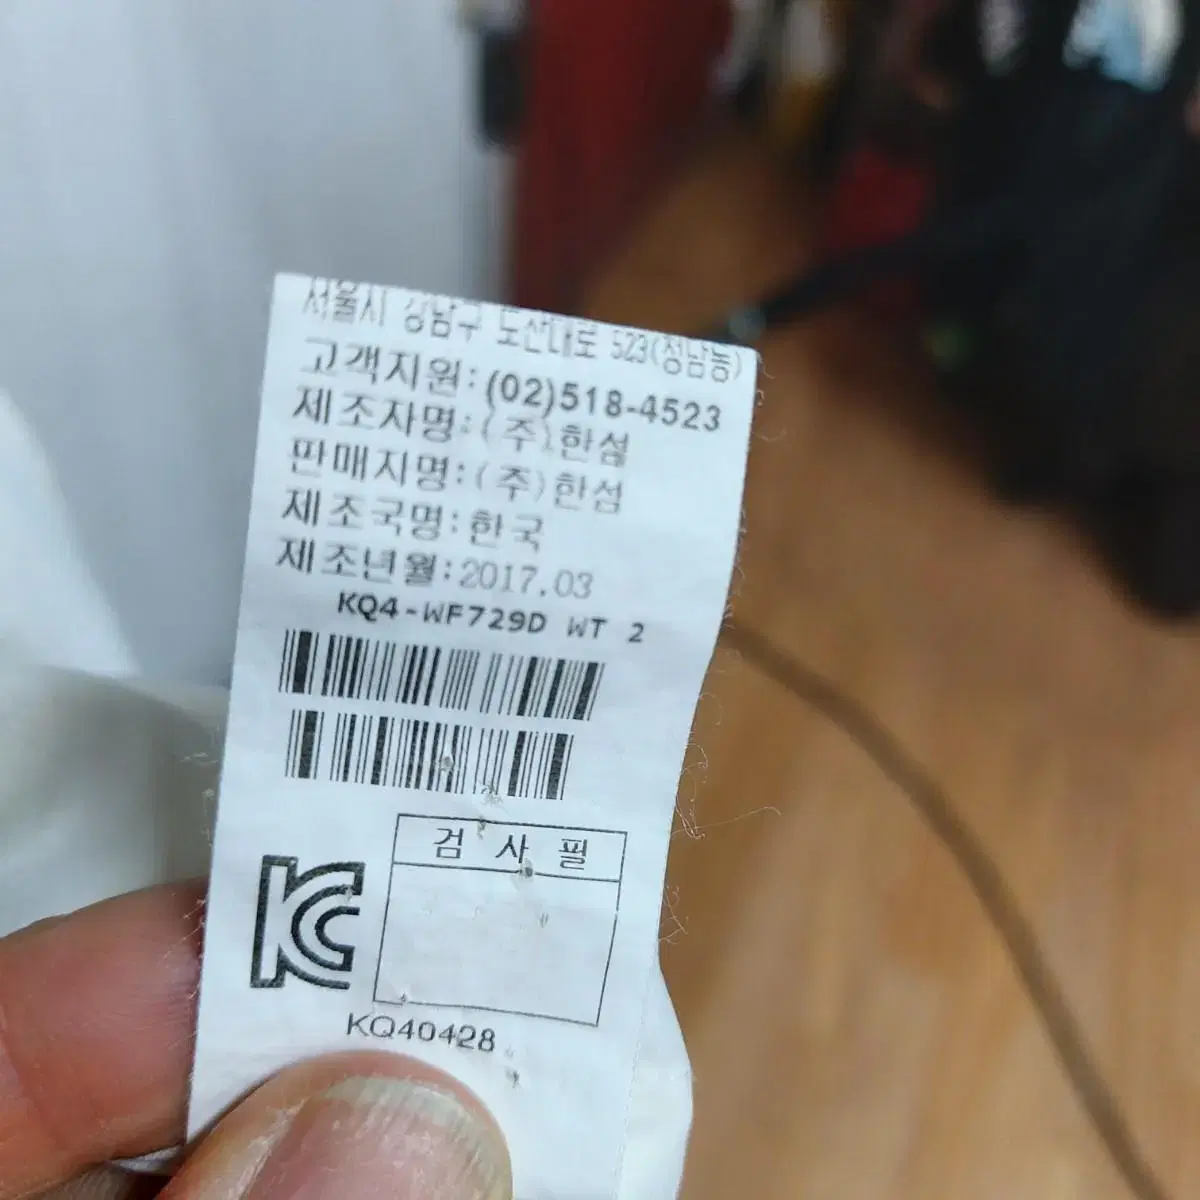 서울시 강남구 도산대로 523(청담동)
고객지원:(02)518-4523
제조자명:(주)한섬
판매자명:(주)한섬
제조국명:한국
제조년월:2017.03
KQ4-WF729D WT 2
검 사 필
KC
KQ40428